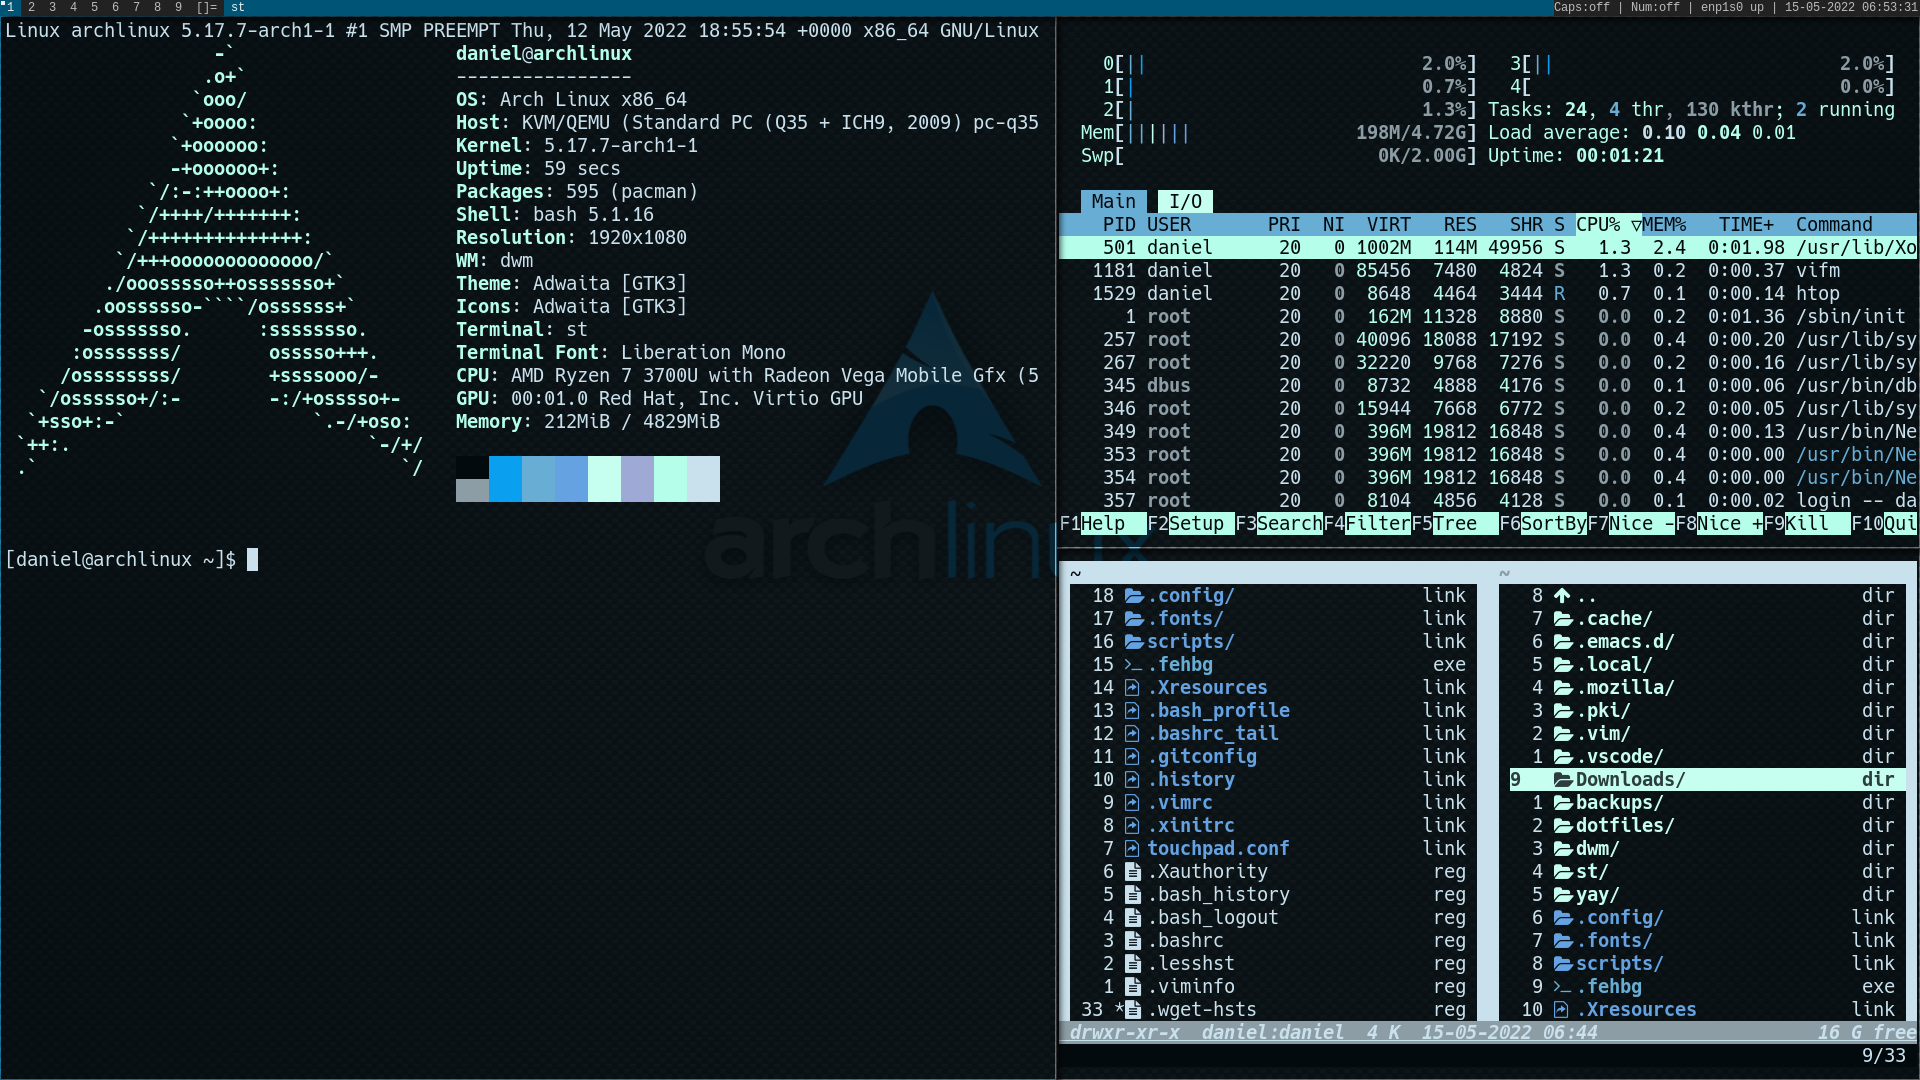 1 2 3 4 5 6 7 8 9 []= st
Caps:off | Num:off | enp1s0 up | 15-05-2022 06:53:31
Linux archlinux 5.17.7-arch1-1 #1 SMP PREEMPT Thu, 12 May 2022 18:55:54 +0000 x86_64 GNU/Linux
-`
.o+`
`ooo/
`+oooo:
`+oooooo:
-+oooooo+:
`/:-:++oooo+:
`/++++/+++++++:
`/++++++++++++++:
`/+++ooooooooooooo/`
./ooosssso++osssssso+`
.oossssso-````/ossssss+`
-osssssso.      :ssssssso.
:osssssss/        osssso+++.
/ossssssss/        +ssssooo/-
`/ossssso+/:-        -:/+osssso+-
`+sso+:-`                 `.-/+oso:
`++:.                           `-/+/
.`                                 `/
daniel@archlinux
----------------
OS: Arch Linux x86_64
Host: KVM/QEMU (Standard PC (Q35 + ICH9, 2009) pc-q35
Kernel: 5.17.7-arch1-1
Uptime: 59 secs
Packages: 595 (pacman)
Shell: bash 5.1.16
Resolution: 1920x1080
WM: dwm
Theme: Adwaita [GTK3]
Icons: Adwaita [GTK3]
Terminal: st
Terminal Font: Liberation Mono
CPU: AMD Ryzen 7 3700U with Radeon Vega Mobile Gfx (5
GPU: 00:01.0 Red Hat, Inc. Virtio GPU
Memory: 212MiB / 4829MiB
[daniel@archlinux ~]$
archlinux
0[|| 2.0%] 3[|| 2.0%]
1[| 0.7%] 4[ 0.0%]
2[| 1.3%] Tasks: 24, 4 thr, 130 kthr; 2 running
Mem[|||||| 198M/4.72G] Load average: 0.10 0.04 0.01
Swp[ 0K/2.00G] Uptime: 00:01:21
Main I/O
PID USER PRI NI VIRT RES SHR S CPU% ▽MEM% TIME+ Command
501 daniel 20 0 1002M 114M 49956 S 1.3 2.4 0:01.98 /usr/lib/Xo
1181 daniel 20 0 85456 7480 4824 S 1.3 0.2 0:00.37 vifm
1529 daniel 20 0 8648 4464 3444 R 0.7 0.1 0:00.14 htop
1 root 20 0 162M 11328 8880 S 0.0 0.2 0:01.36 /sbin/init
257 root 20 0 40096 18088 17192 S 0.0 0.4 0:00.20 /usr/lib/sy
267 root 20 0 32220 9768 7276 S 0.0 0.2 0:00.16 /usr/lib/sy
345 dbus 20 0 8732 4888 4176 S 0.0 0.1 0:00.06 /usr/bin/db
346 root 20 0 15944 7668 6772 S 0.0 0.2 0:00.05 /usr/lib/sy
349 root 20 0 396M 19812 16848 S 0.0 0.4 0:00.13 /usr/bin/Ne
353 root 20 0 396M 19812 16848 S 0.0 0.4 0:00.00 /usr/bin/Ne
354 root 20 0 396M 19812 16848 S 0.0 0.4 0:00.00 /usr/bin/Ne
357 root 20 0 8104 4856 4128 S 0.0 0.1 0:00.02 login -- da
F1Help F2Setup F3SearchF4FilterF5Tree F6SortByF7Nice -F8Nice +F9Kill F10Qui
~
18 .config/ link
17 .fonts/ link
16 scripts/ link
15 .fehbg exe
14 .Xresources link
13 .bash_profile link
12 .bashrc_tail link
11 .gitconfig link
10 .history link
9 .vimrc link
8 .xinitrc link
7 touchpad.conf link
6 .Xauthority reg
5 .bash_history reg
4 .bash_logout reg
3 .bashrc reg
2 .lesshst reg
1 .viminfo reg
33 *.wget-hsts reg
~
8 .. dir
7 .cache/ dir
6 .emacs.d/ dir
5 .local/ dir
4 .mozilla/ dir
3 .pki/ dir
2 .vim/ dir
1 .vscode/ dir
9 Downloads/ dir
1 backups/ dir
2 dotfiles/ dir
3 dwm/ dir
4 st/ dir
5 yay/ dir
6 .config/ link
7 .fonts/ link
8 scripts/ link
9 .fehbg exe
10 .Xresources link
drwxr-xr-x daniel:daniel 4 K 15-05-2022 06:44 16 G free
9/33